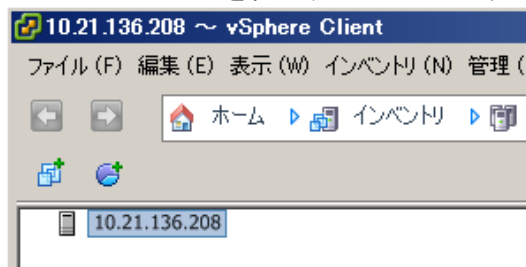 10.21.136.208 ～ vSphere Client
ファイル(F) 編集(E) 表示(W) インベントリ(N) 管理(
ホーム インベントリ
10.21.136.208